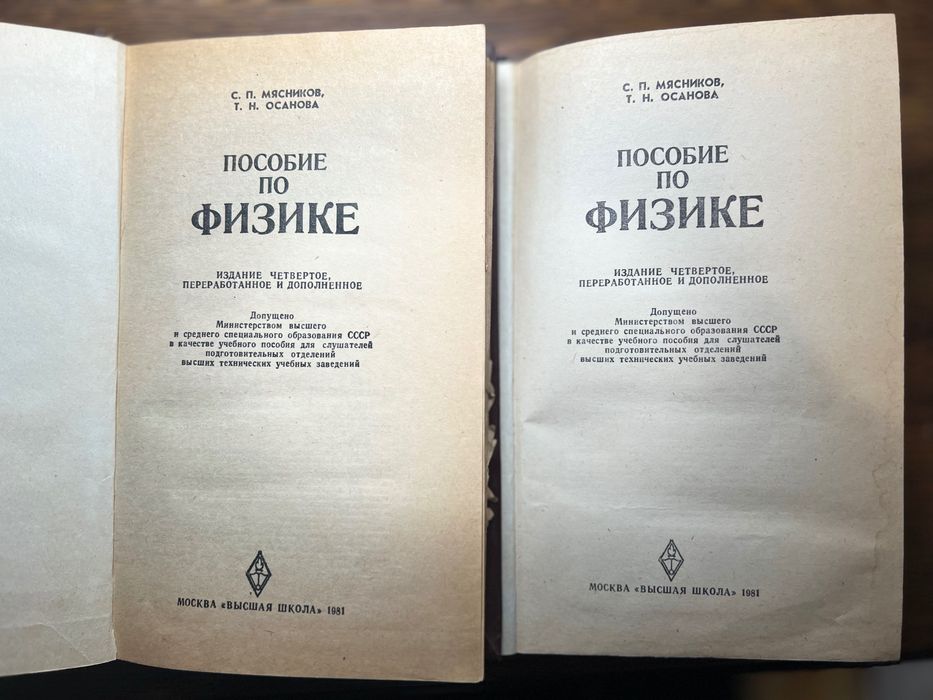 С. П. МЯСНИКОВ,
Т. Н. ОСАНОВА
ПОСОБИЕ
ПО
ФИЗИКЕ
ИЗДАНИЕ ЧЕТВЕРТОЕ,
ПЕРЕРАБОТАННОЕ И ДОПОЛНЕННОЕ
Допущено
Министерством высшего
и среднего специального образования СССР
в качестве учебного пособия для слушателей
подготовительных отделений
высших технических учебных заведений
МОСКВА «ВЫСШАЯ ШКОЛА» 1981
С. П. МЯСНИКОВ,
Т. Н. ОСАНОВА
ПОСОБИЕ
ПО
ФИЗИКЕ
ИЗДАНИЕ ЧЕТВЕРТОЕ,
ПЕРЕРАБОТАННОЕ И ДОПОЛНЕННОЕ
Допущено
Министерством высшего
и среднего специального образования СССР
в качестве учебного пособия для слушателей
подготовительных отделений
высших технических учебных заведений
МОСКВА «ВЫСШАЯ ШКОЛА» 1981